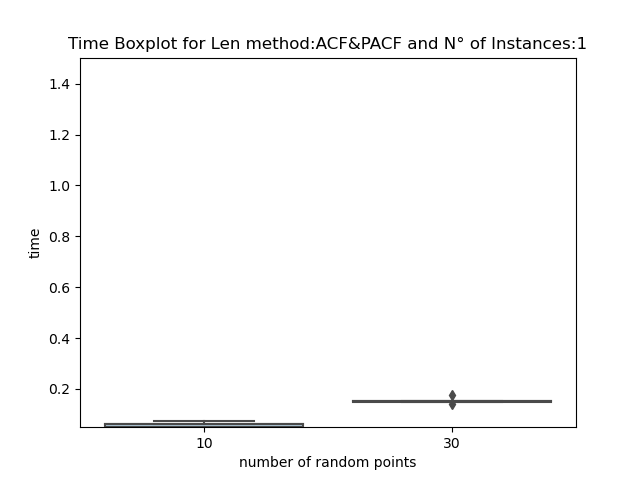 Time Boxplot for Len method:ACF&PACF and N° of Instances:1
1.4
1.2
1.0
0.8
0.6
0.4
0.2
time
10 30
number of random points